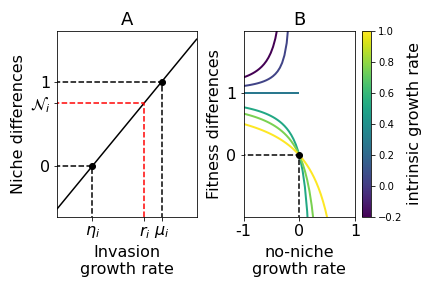 A
B
Niche differences
1
𝒩ᵢ
0
ηᵢ
rᵢ
μᵢ
Invasion
growth rate
Fitness differences
1
0
-1
0
1
no-niche
growth rate
1.0
0.8
0.6
0.4
0.2
0.0
−0.2
intrinsic growth rate